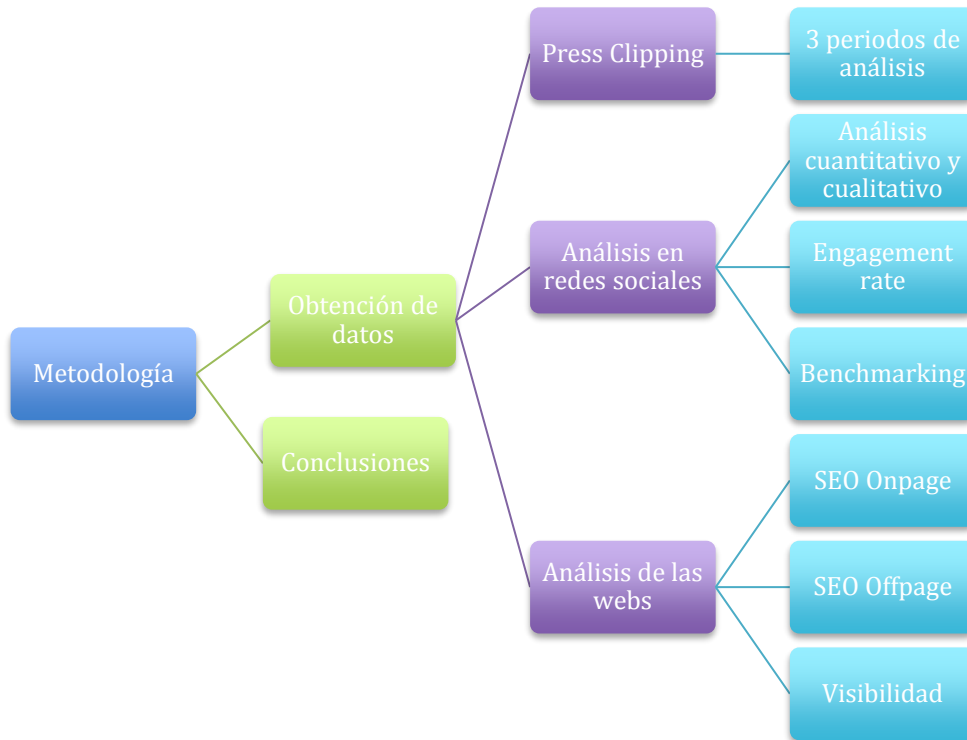 Metodología
Obtención de
datos
Conclusiones
Press Clipping
Análisis en
redes sociales
Análisis de las
webs
3 periodos de
análisis
Análisis
cuantitativo y
cualitativo
Engagement
rate
Benchmarking
SEO Onpage
SEO Offpage
Visibilidad